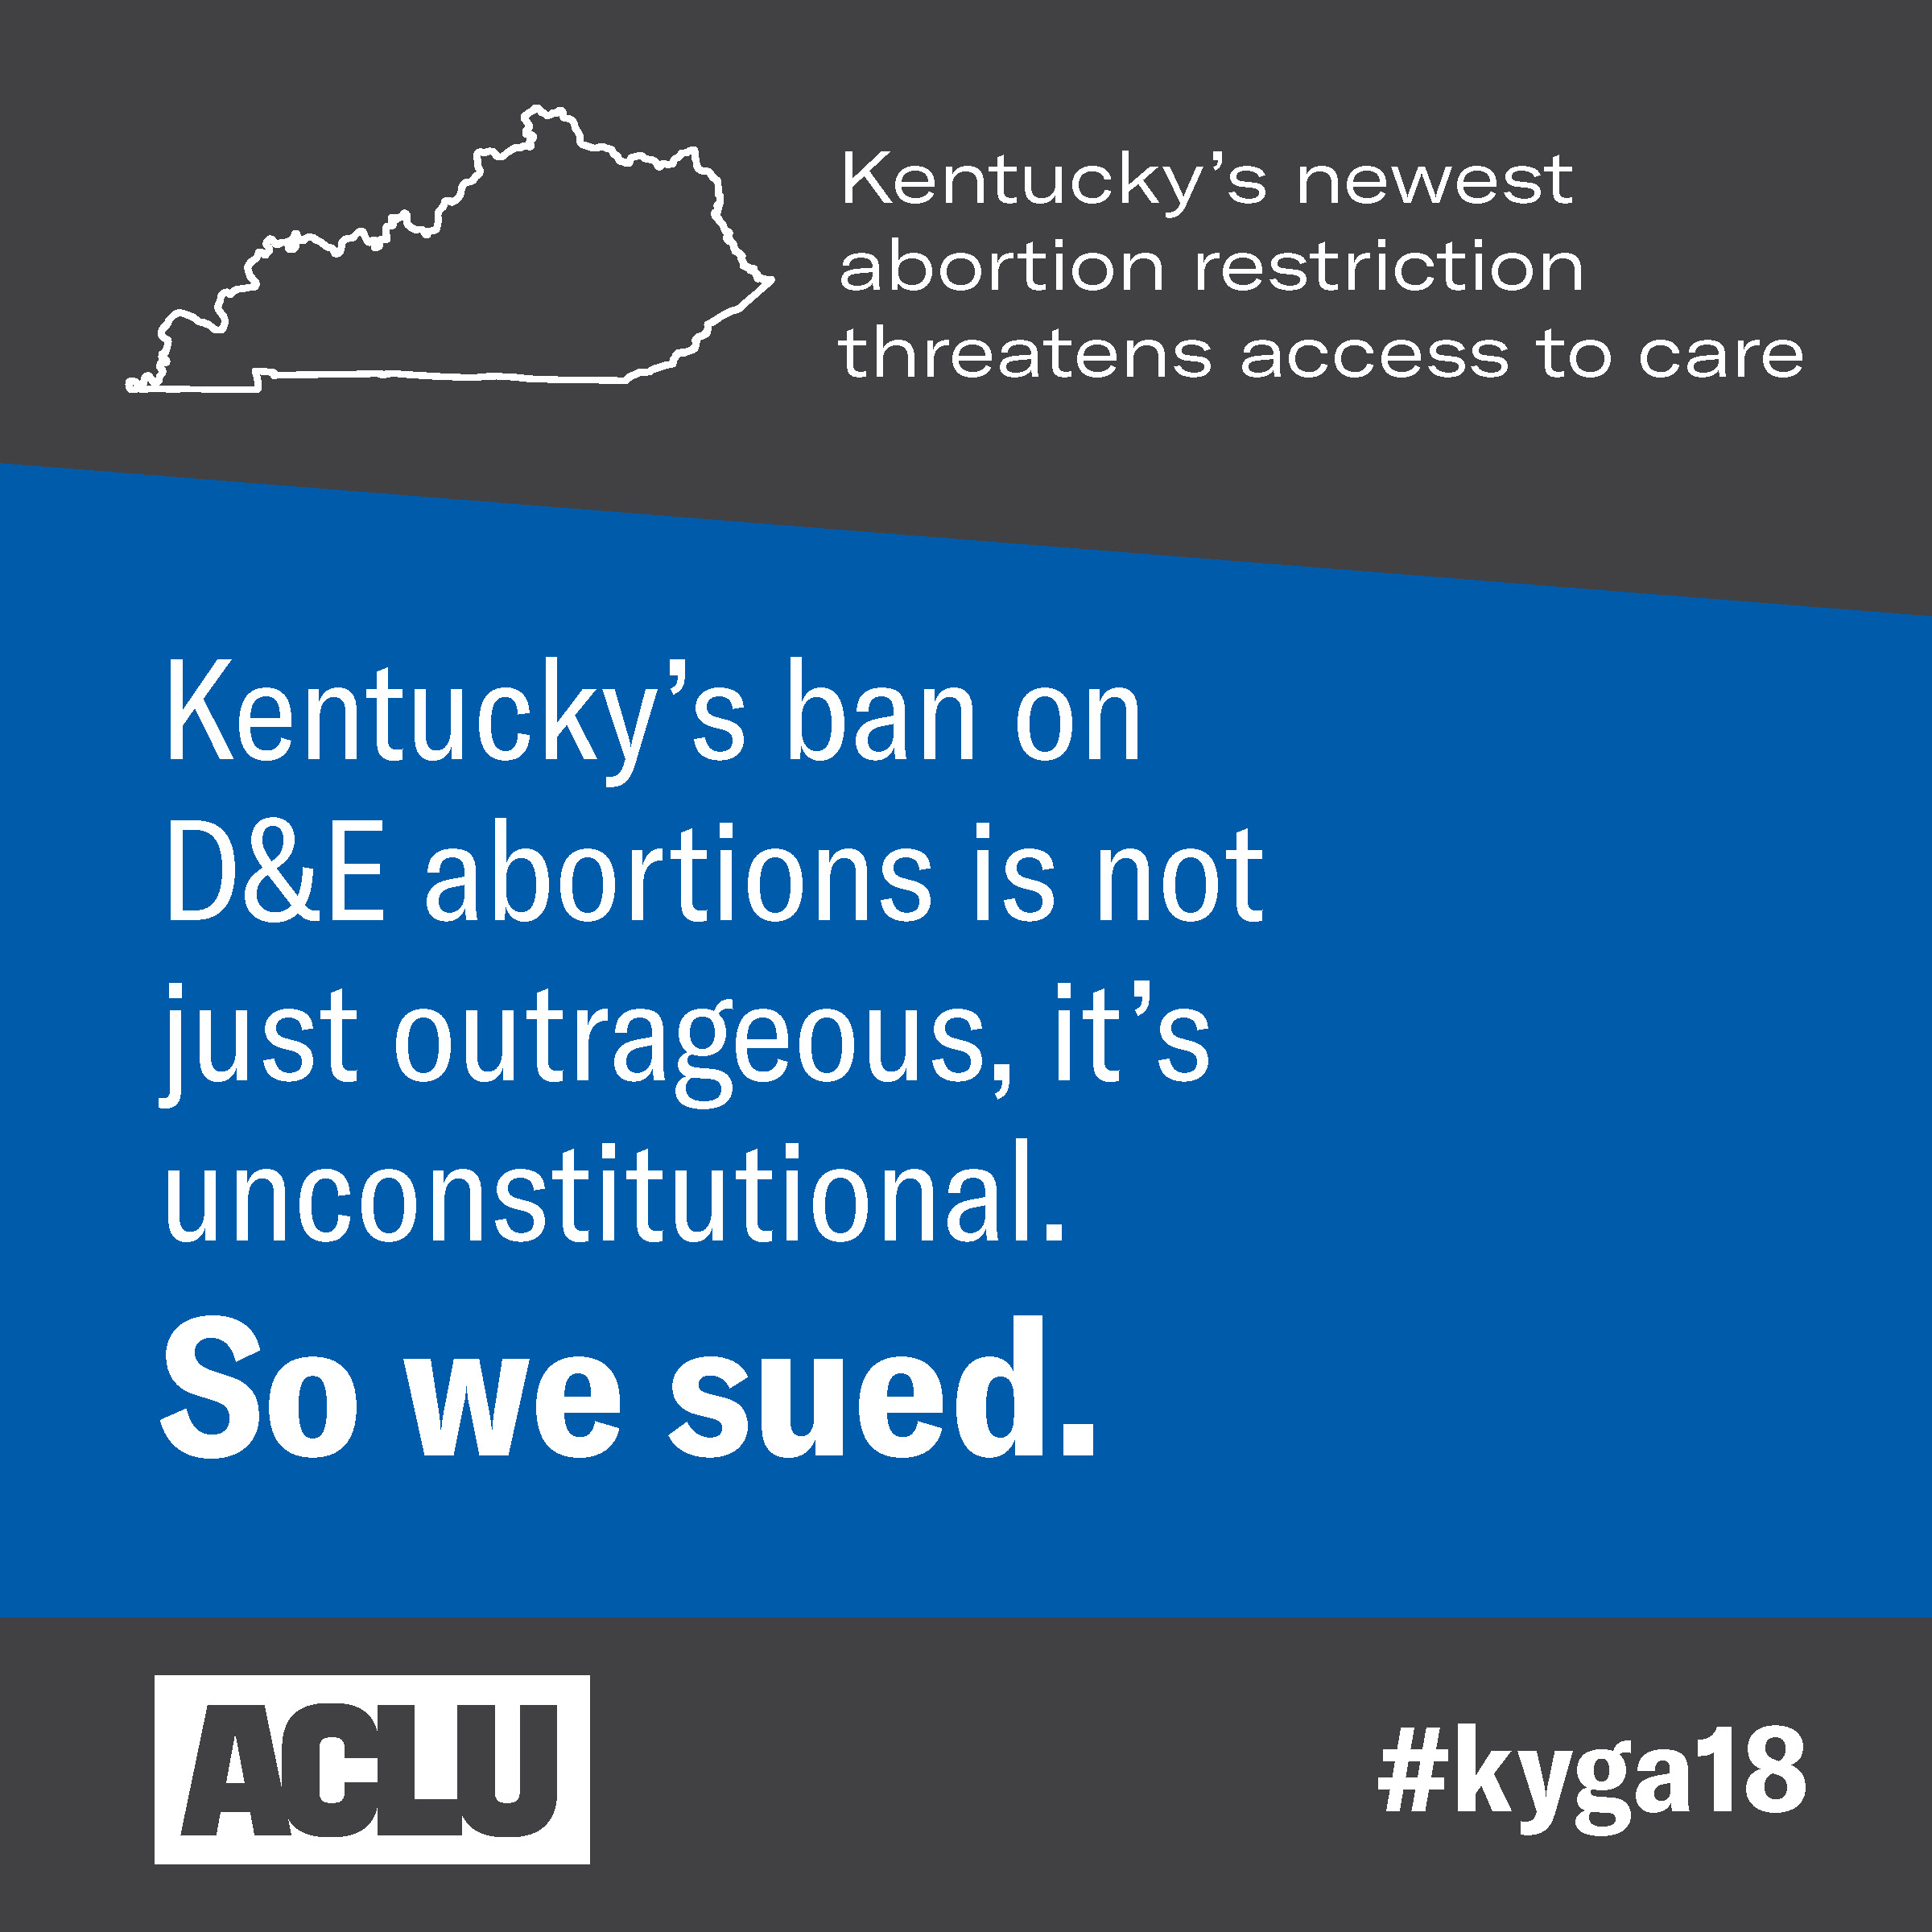 Kentucky’s newest
abortion restriction
threatens access to care
Kentucky’s ban on
D&E abortions is not
just outrageous, it’s
unconstitutional.
So we sued.
ACLU
#kyga18